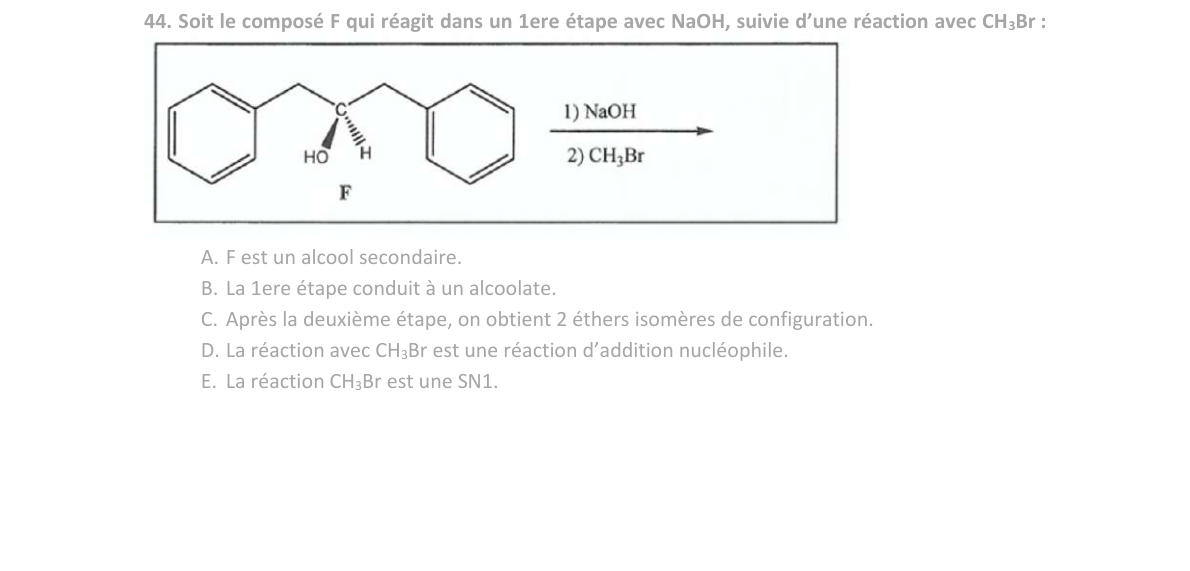 44. Soit le composé F qui réagit dans un 1ere étape avec NaOH, suivie d'une réaction avec CH₃Br :
1) NaOH
2) CH₃Br
C
HO H
F
A. F est un alcool secondaire.
B. La 1ere étape conduit à un alcoolate.
C. Après la deuxième étape, on obtient 2 éthers isomères de configuration.
D. La réaction avec CH₃Br est une réaction d'addition nucléophile.
E. La réaction CH₃Br est une SN1.